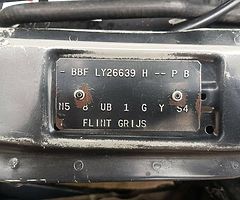 - BBF LY26639 H -- P B
N5 8 UB 1 G Y S4
FLINT GRIJS